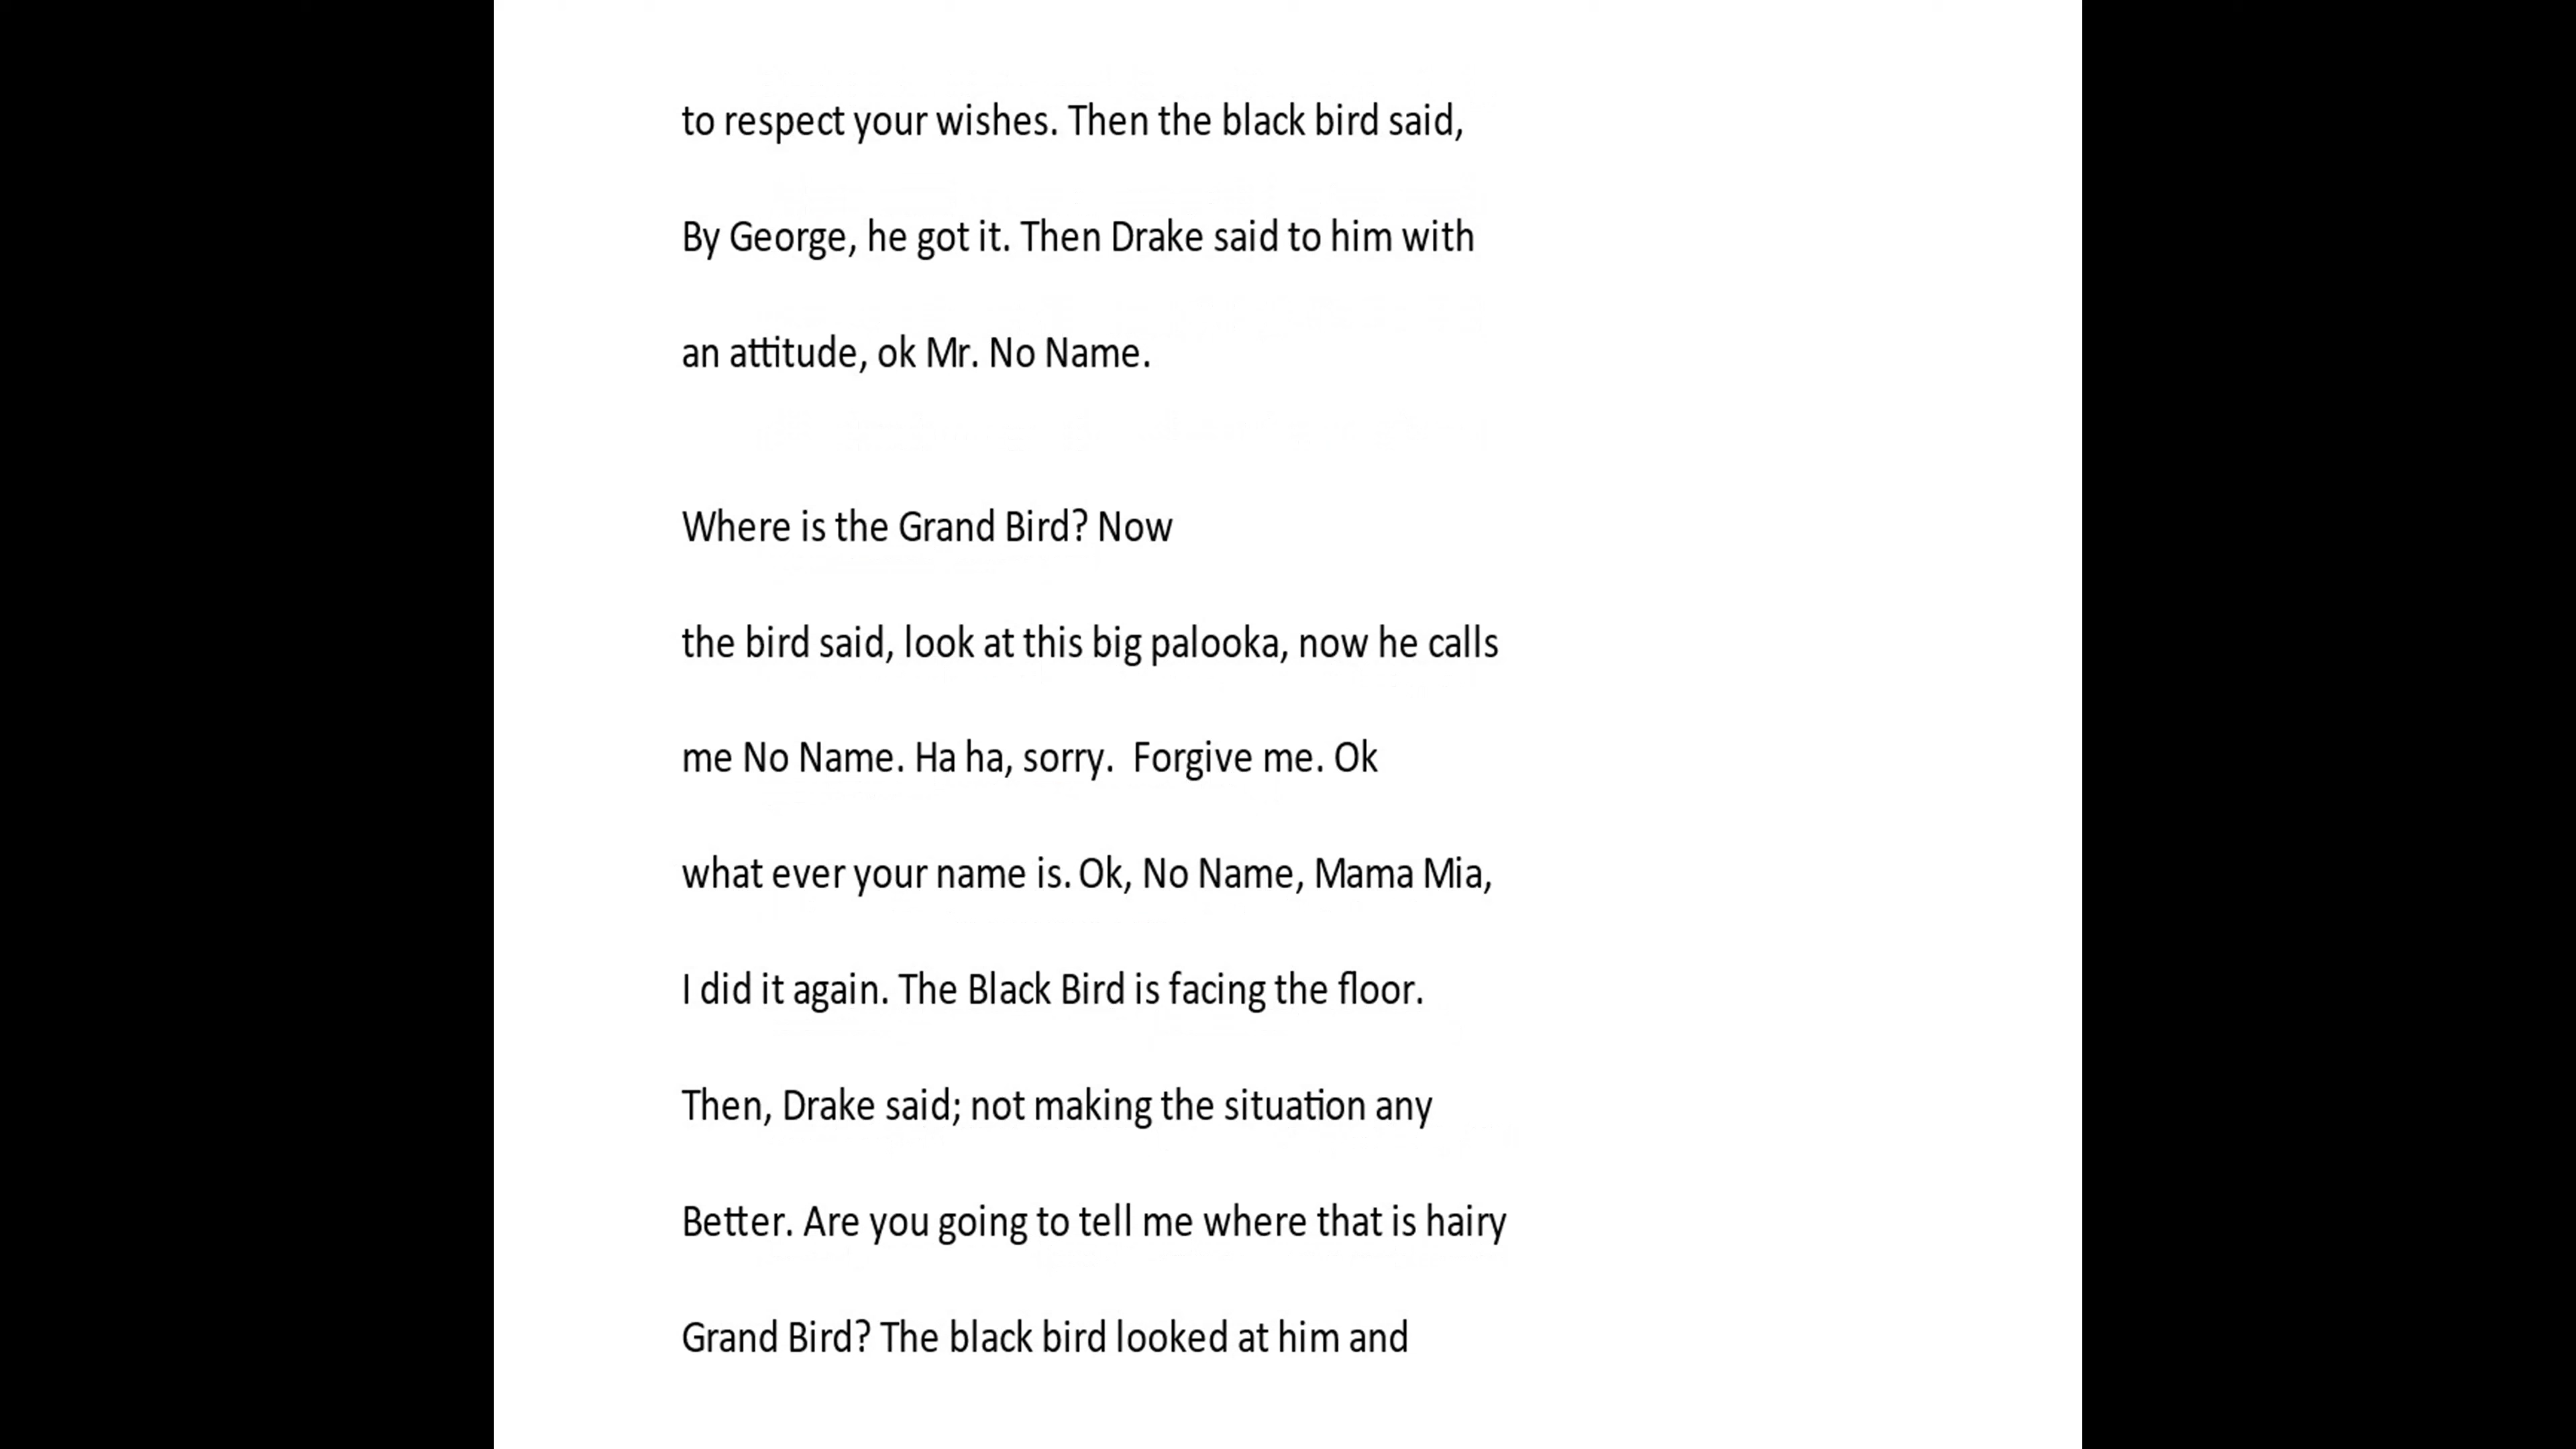 to respect your wishes. Then the black bird said,
By George, he got it. Then Drake said to him with
an attitude, ok Mr. No Name.
Where is the Grand Bird? Now
the bird said, look at this big palooka, now he calls
me No Name. Ha ha, sorry.  Forgive me. Ok
what ever your name is. Ok, No Name, Mama Mia,
I did it again. The Black Bird is facing the floor.
Then, Drake said; not making the situation any
Better. Are you going to tell me where that is hairy
Grand Bird? The black bird looked at him and